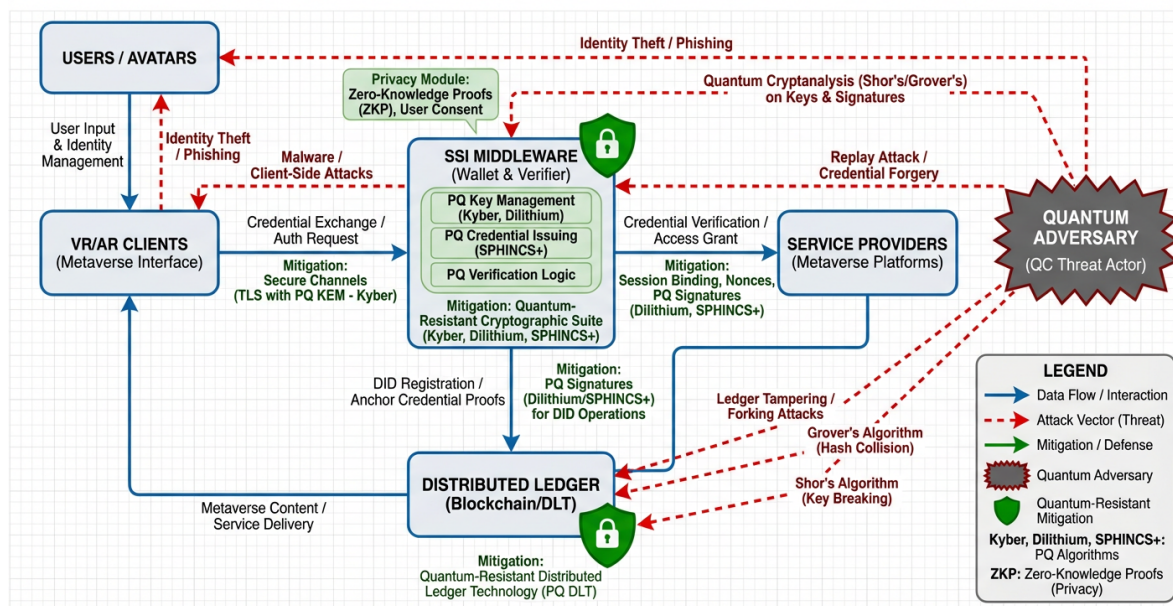 USERS / AVATARS
Identity Theft / Phishing
Quantum Cryptanalysis (Shor's/Grover's)
on Keys & Signatures
Privacy Module:
Zero-Knowledge Proofs
(ZKP), User Consent
User Input
& Identity
Management
Identity Theft
/ Phishing
Malware /
Client-Side Attacks
SSI MIDDLEWARE
(Wallet & Verifier)
PQ Key Management
(Kyber, Dilithium)
PQ Credential Issuing
(SPHINCS+)
PQ Verification Logic
Mitigation: Quantum-
Resistant Cryptographic Suite
(Kyber, Dilithium, SPHINCS+)
Replay Attack /
Credential Forgery
VR/AR CLIENTS
(Metaverse Interface)
Credential Exchange /
Auth Request
Mitigation:
Secure Channels
(TLS with PQ KEM - Kyber)
Credential Verification /
Access Grant
Mitigation:
Session Binding, Nonces,
PQ Signatures
(Dilithium, SPHINCS+)
SERVICE PROVIDERS
(Metaverse Platforms)
QUANTUM
ADVERSARY
(QC Threat Actor)
DID Registration /
Anchor Credential Proofs
Mitigation:
PQ Signatures
(Dilithium/SPHINCS+)
for DID Operations
Ledger Tampering /
Forking Attacks
Grover's Algorithm
(Hash Collision)
Shor's Algorithm
(Key Breaking)
DISTRIBUTED LEDGER
(Blockchain/DLT)
Metaverse Content /
Service Delivery
Mitigation:
Quantum-Resistant Distributed
Ledger Technology (PQ DLT)
LEGEND
Data Flow / Interaction
Attack Vector (Threat)
Mitigation / Defense
Quantum Adversary
Quantum-Resistant
Mitigation
Kyber, Dilithium, SPHINCS+:
PQ Algorithms
ZKP: Zero-Knowledge Proofs
(Privacy)